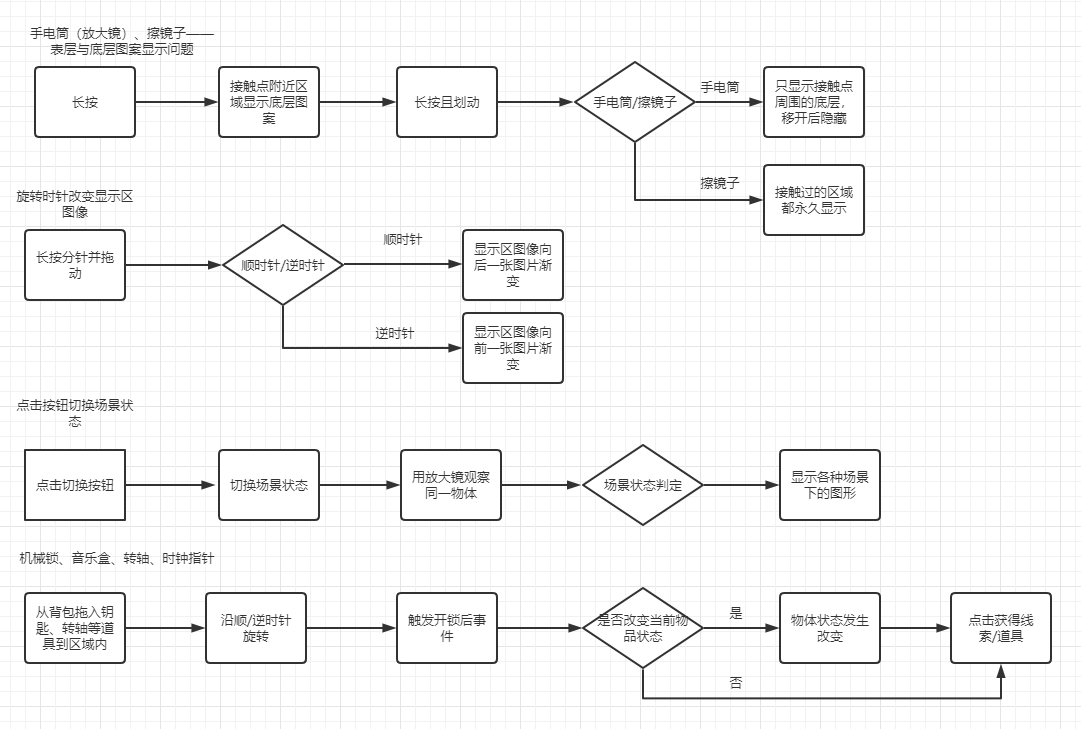 手电筒（放大镜）、擦镜子——
表层与底层图案显示问题
长按
接触点附近区
域显示底层图
案
长按且划动
手电筒/擦镜子
手电筒
只显示接触点
周围的底层，
移开后隐藏
擦镜子
接触过的区域
都永久显示
旋转时针改变显示区
图像
长按分针并拖
动
顺时针/逆时针
顺时针
显示区图像向
后一张图片渐
变
逆时针
显示区图像向
前一张图片渐
变
点击按钮切换场景状
态
点击切换按钮
切换场景状态
用放大镜观察
同一物体
场景状态判定
显示各种场景
下的图形
机械锁、音乐盒、转轴、时钟指针
从背包拖入钥
匙、转轴等道
具到区域内
沿顺/逆时针
旋转
触发开锁后事
件
是否改变当前物
品状态
是
物体状态发生
改变
点击获得线
索/道具
否